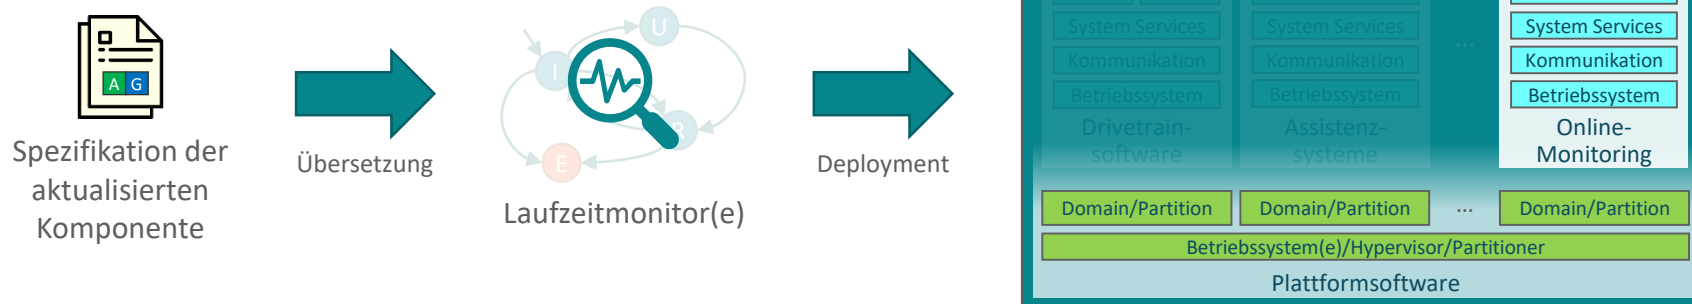 A G
Spezifikation der
aktualisierten
Komponente
Übersetzung
U
I
B
E
Laufzeitmonitor(e)
Deployment
System Services
Kommunikation
Betriebssystem
Drivetrain-
software
System Services
Kommunikation
Betriebssystem
Assistenz-
systeme
...
System Services
Kommunikation
Betriebssystem
Online-
Monitoring
Domain/Partition
Domain/Partition
...
Domain/Partition
Betriebssystem(e)/Hypervisor/Partitioner
Plattformsoftware